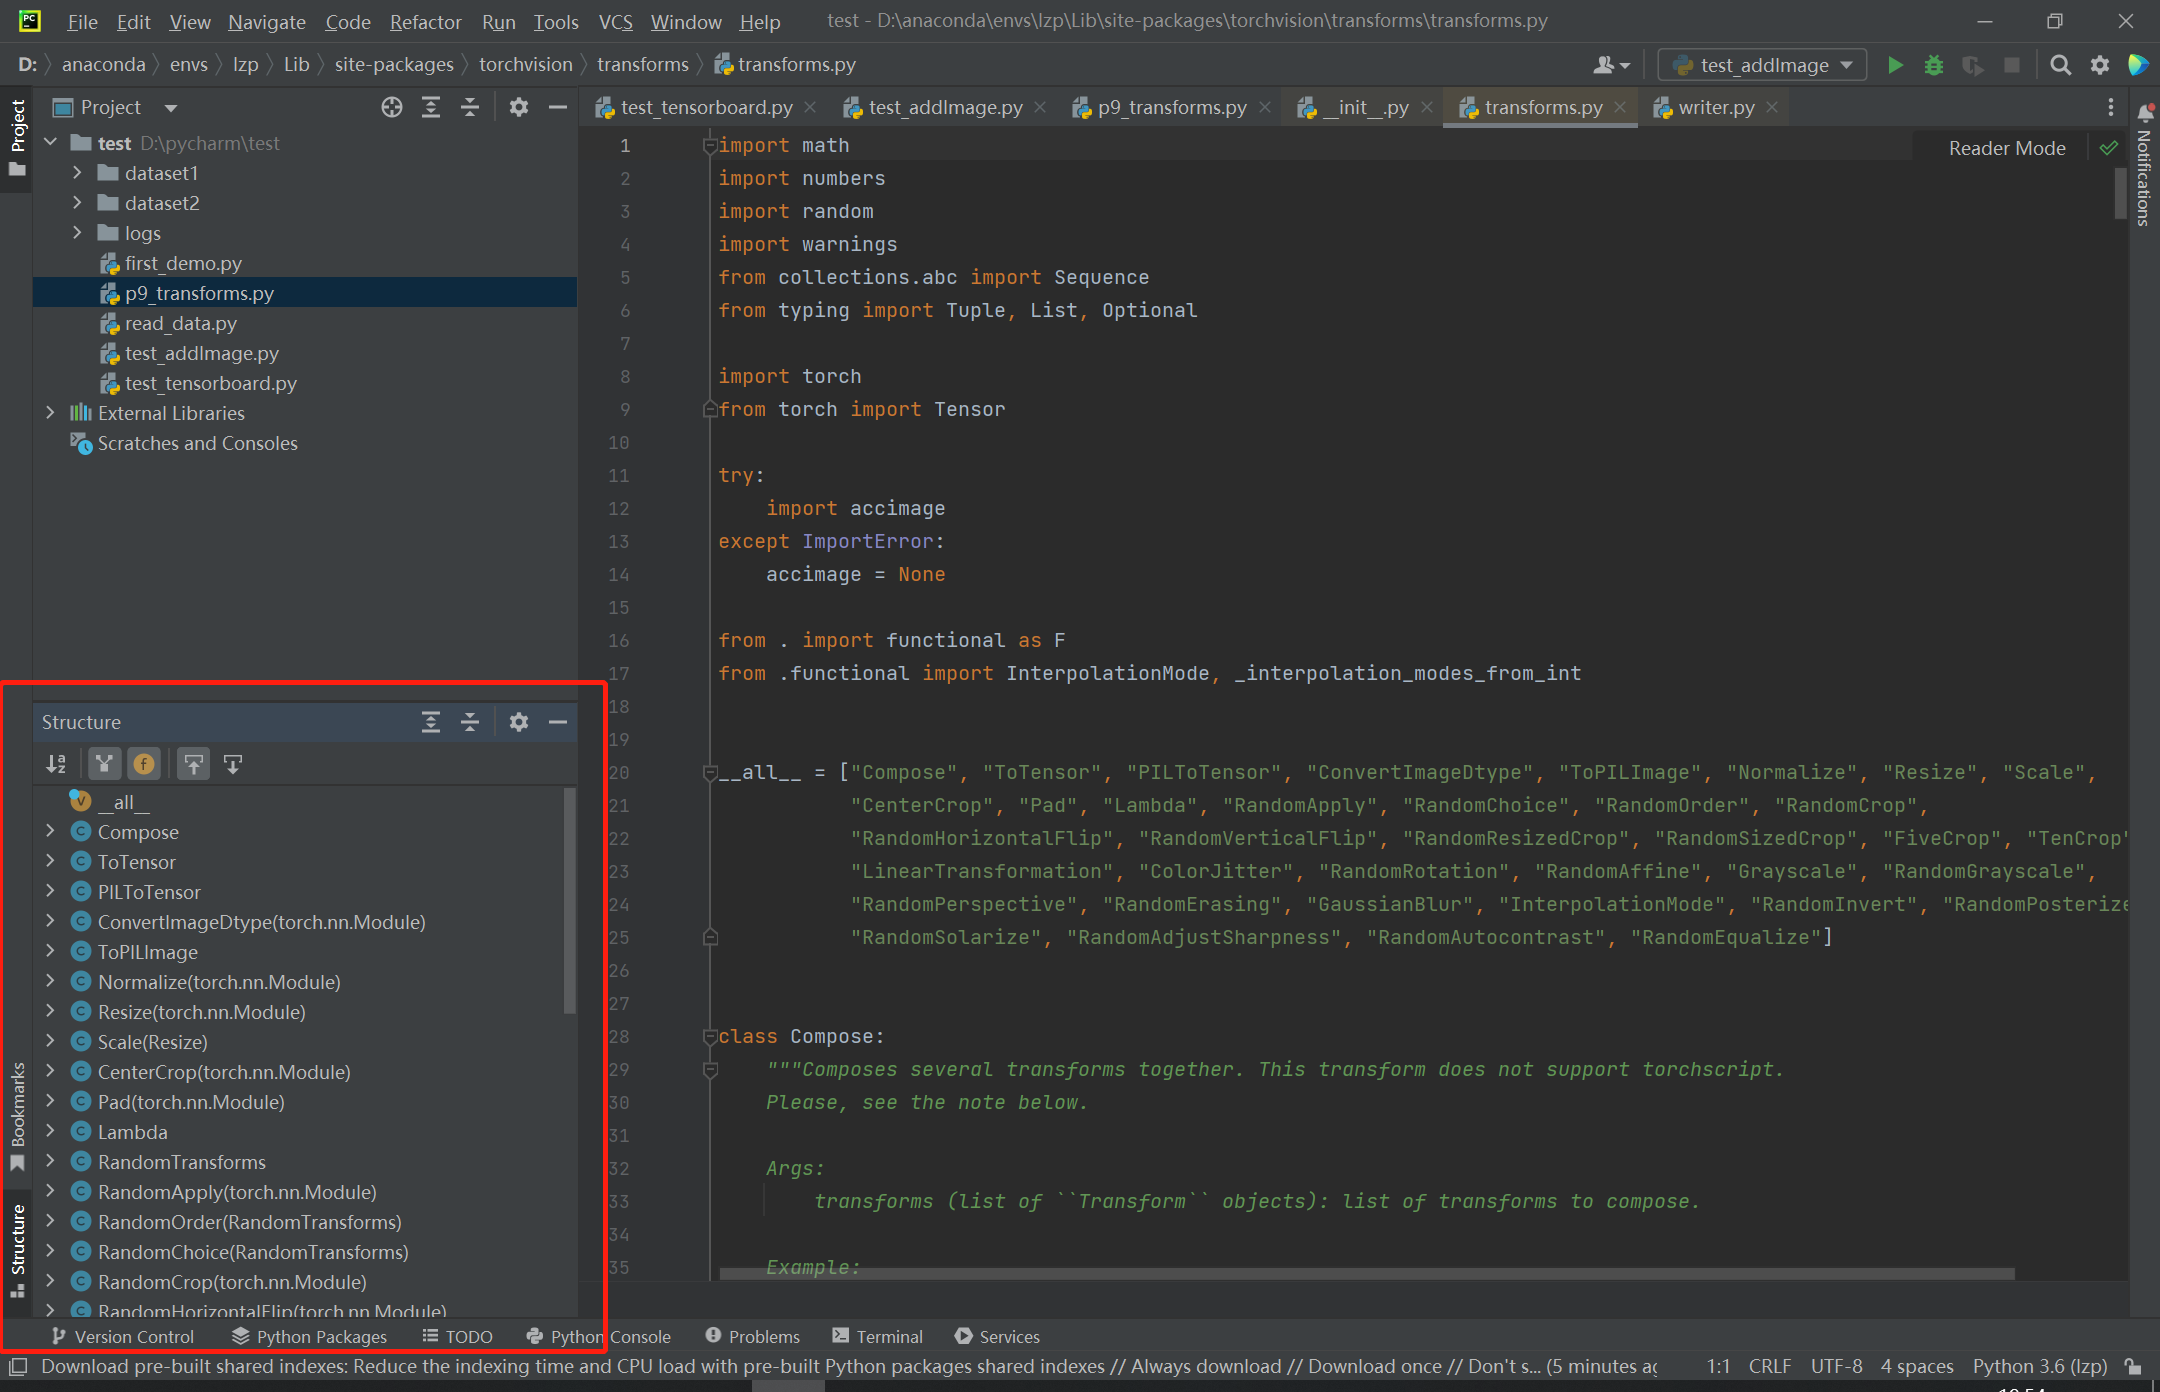 PC File Edit View Navigate Code Refactor Run Tools VCS Window Help test - D:\anaconda\envs\lzp\Lib\site-packages\torchvision\transforms\transforms.py
D: anaconda envs lzp Lib site-packages torchvision transforms transforms.py test_addImage
Project
Project
test D:\pycharm\test
dataset1
dataset2
logs
first_demo.py
p9_transforms.py
read_data.py
test_addImage.py
test_tensorboard.py
External Libraries
Scratches and Consoles
Structure
__all__
Compose
ToTensor
PILToTensor
ConvertImageDtype(torch.nn.Module)
ToPILImage
Normalize(torch.nn.Module)
Resize(torch.nn.Module)
Scale(Resize)
CenterCrop(torch.nn.Module)
Pad(torch.nn.Module)
Lambda
RandomTransforms
RandomApply(torch.nn.Module)
RandomOrder(RandomTransforms)
RandomChoice(RandomTransforms)
RandomCrop(torch.nn.Module)
RandomHorizontalFlip(torch.nn.Module)
Bookmarks
Structure
test_tensorboard.py test_addImage.py p9_transforms.py __init__.py transforms.py writer.py
Reader Mode
Notifications
1 import math
2 import numbers
3 import random
4 import warnings
5 from collections.abc import Sequence
6 from typing import Tuple, List, Optional
7
8 import torch
9 from torch import Tensor
10
11 try:
12 import accimage
13 except ImportError:
14 accimage = None
15
16 from . import functional as F
17 from .functional import InterpolationMode, _interpolation_modes_from_int
18
19
20 __all__ = ["Compose", "ToTensor", "PILToTensor", "ConvertImageDtype", "ToPILImage", "Normalize", "Resize", "Scale",
21 "CenterCrop", "Pad", "Lambda", "RandomApply", "RandomChoice", "RandomOrder", "RandomCrop",
22 "RandomHorizontalFlip", "RandomVerticalFlip", "RandomResizedCrop", "RandomSizedCrop", "FiveCrop", "TenCrop"
23 "LinearTransformation", "ColorJitter", "RandomRotation", "RandomAffine", "Grayscale", "RandomGrayscale",
24 "RandomPerspective", "RandomErasing", "GaussianBlur", "InterpolationMode", "RandomInvert", "RandomPosterize
25 "RandomSolarize", "RandomAdjustSharpness", "RandomAutocontrast", "RandomEqualize"]
26
27
28 class Compose:
29 """Composes several transforms together. This transform does not support torchscript.
30 Please, see the note below.
31
32 Args:
33 transforms (list of ``Transform`` objects): list of transforms to compose.
34
35 Example:
Version Control Python Packages TODO Python Console Problems Terminal Services
Download pre-built shared indexes: Reduce the indexing time and CPU load with pre-built Python packages shared indexes // Always download // Download once // Don't s... (5 minutes ag 1:1 CRLF UTF-8 4 spaces Python 3.6 (lzp)